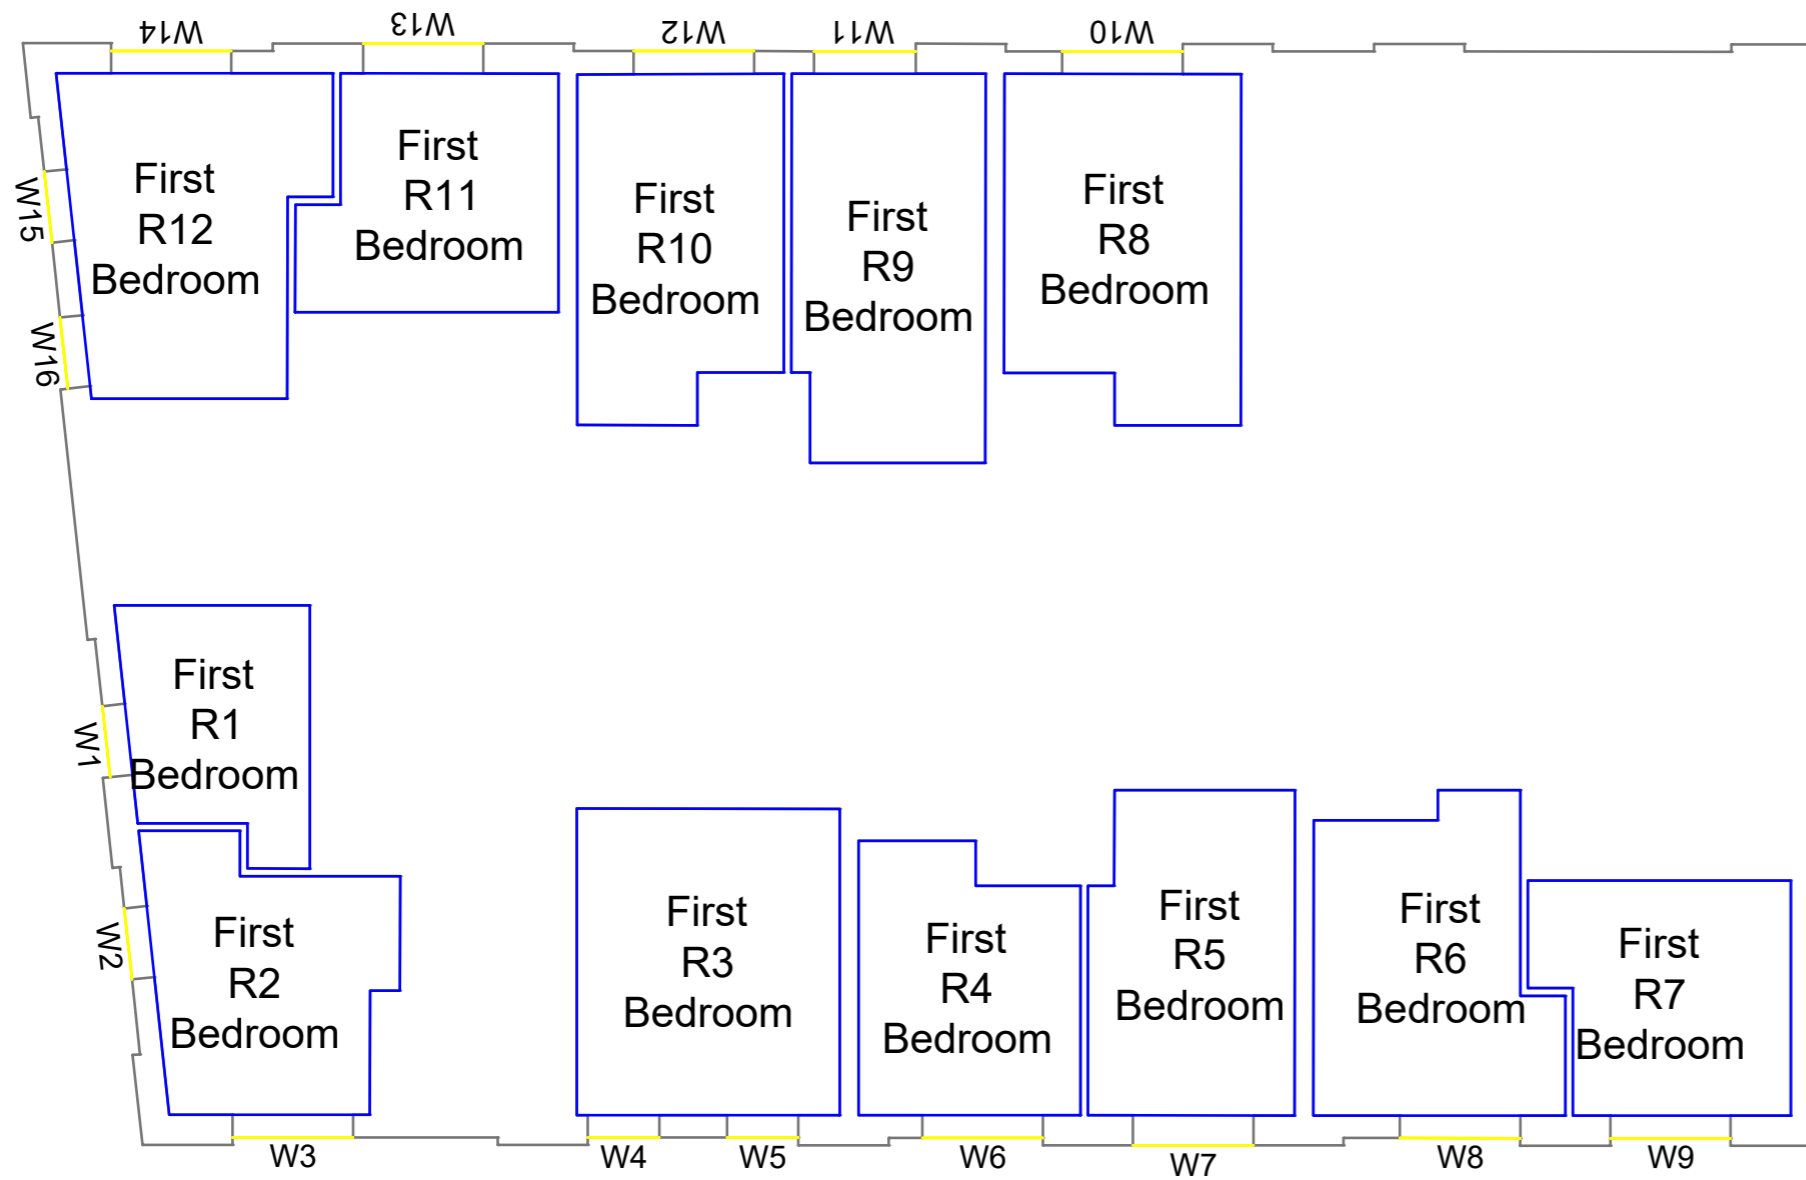 W14
W13
W12
W11
W10
First
R12
Bedroom
First
R11
Bedroom
First
R10
Bedroom
First
R9
Bedroom
First
R8
Bedroom
W15
W16
First
R1
Bedroom
W1
First
R2
Bedroom
W2
First
R3
Bedroom
First
R4
Bedroom
First
R5
Bedroom
First
R6
Bedroom
First
R7
Bedroom
W3
W4
W5
W6
W7
W8
W9